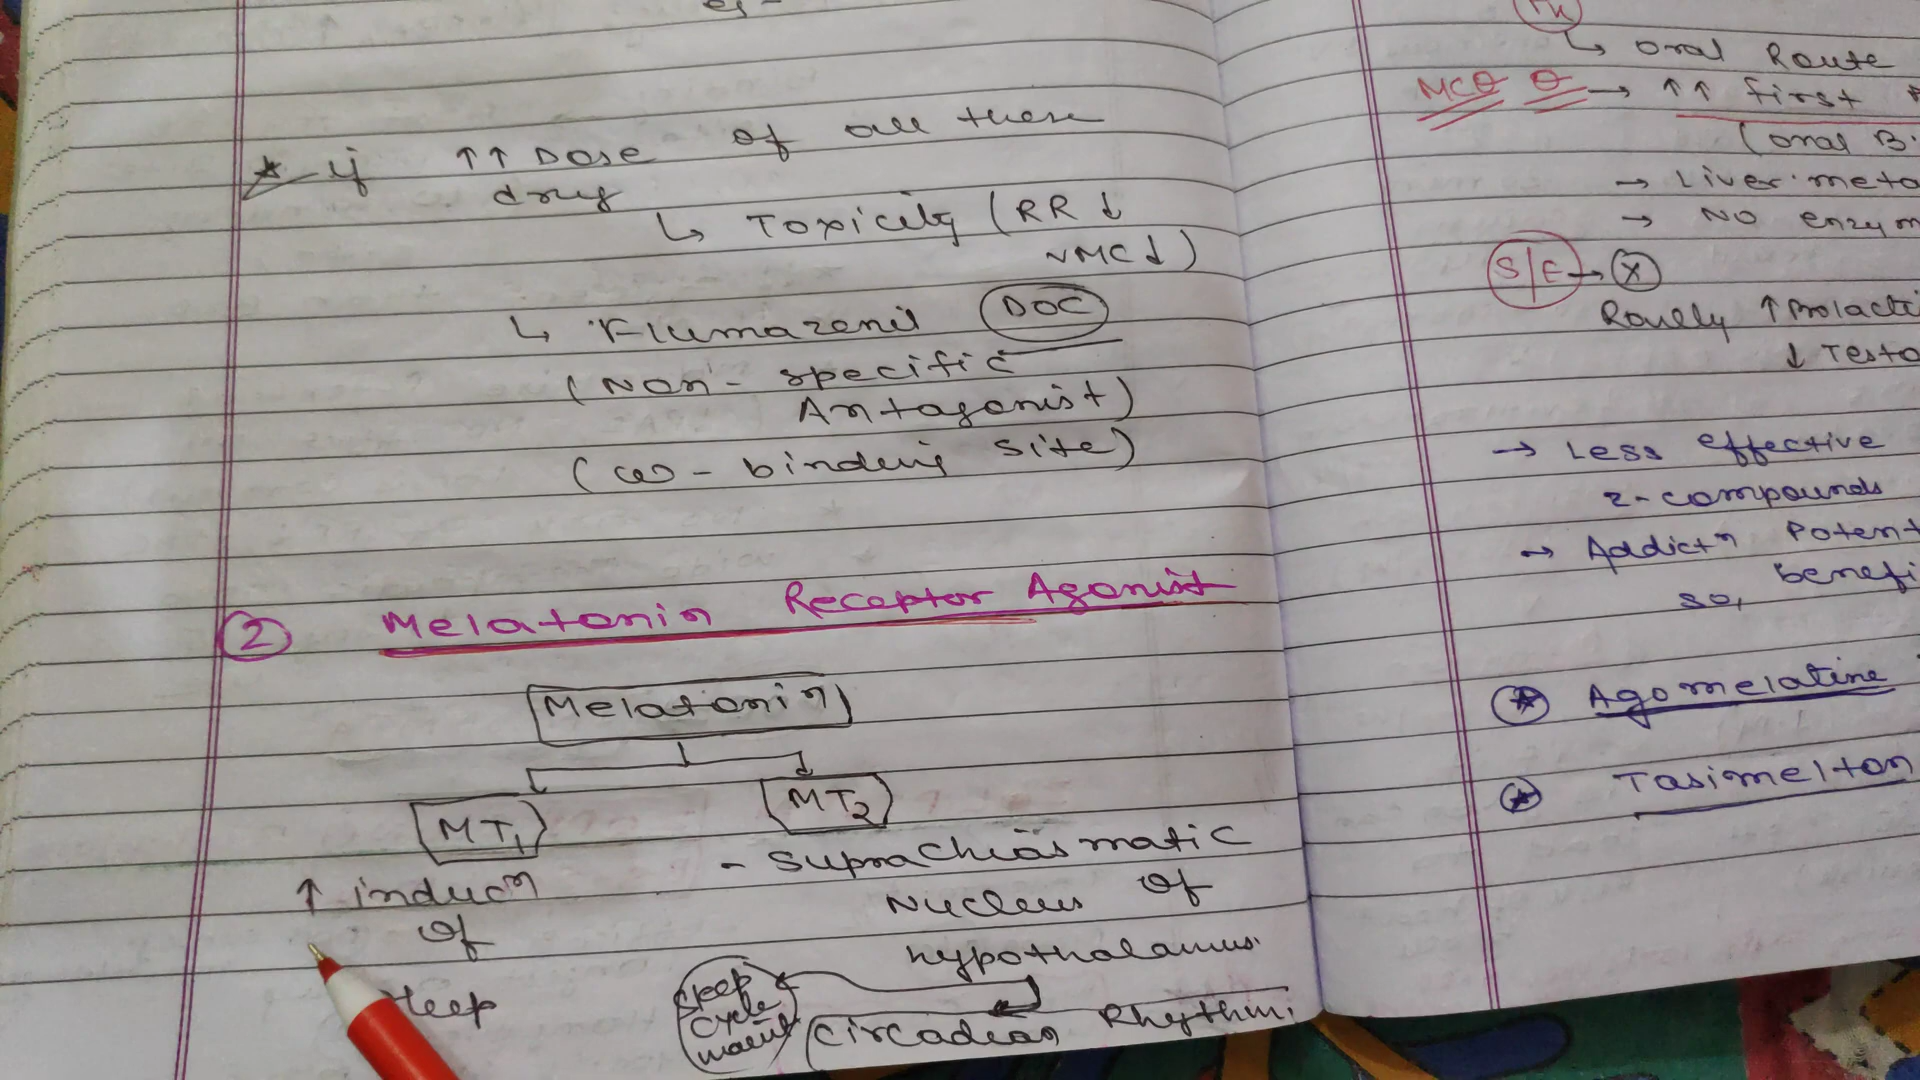 * If ↑↑ Dose of all these
drug
↳ Toxicity (RR ↓
VMC↓)
↳ Flumazenil (DOC)
(Non-specific
Antagonist)
(ω-binding site)
② Melatonin Receptor Agonist
Melatonin
MT1
MT2
↑ inducn
of
sleep
- Suprachiasmatic
Nucleus of
hypothalamus.
Circadian Rhythm.
Sleep
cycle
↳ oral Route
MCQ → ↑↑ first
(oral B.
→ Liver meta
→ NO enzym
S/E → X
Rarely ↑ Prolacti
↓ Testo
→ Less effective
z-compounds
→ Addictn Potent
benefi
so,
Agomelatine
Tasimelton